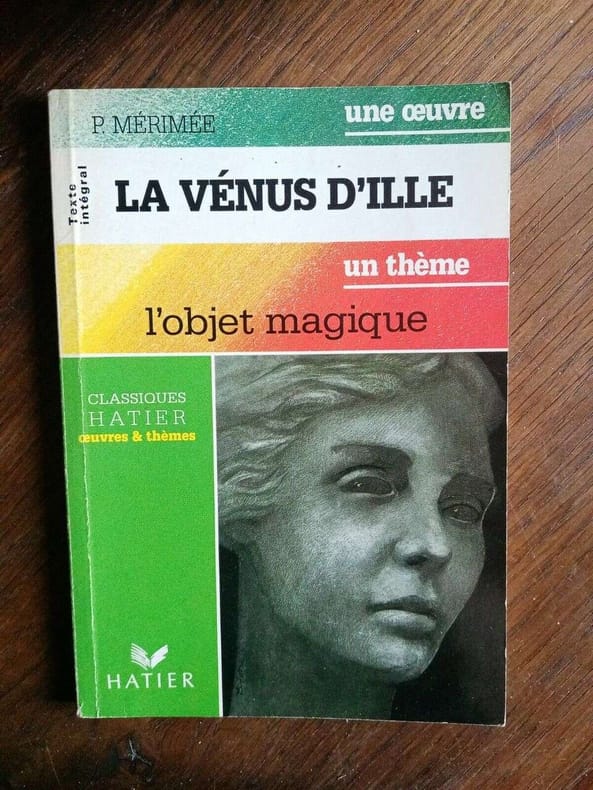 P. MÉRIMÉE
une œuvre
Texte
intégral
LA VÉNUS D'ILLE
un thème
l'objet magique
CLASSIQUES
HATIER
œuvres & thèmes
HATIER